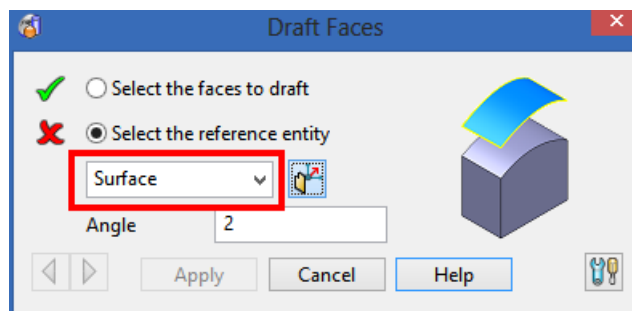 Draft Faces
Select the faces to draft
Select the reference entity
Surface
Angle 2
Apply Cancel Help